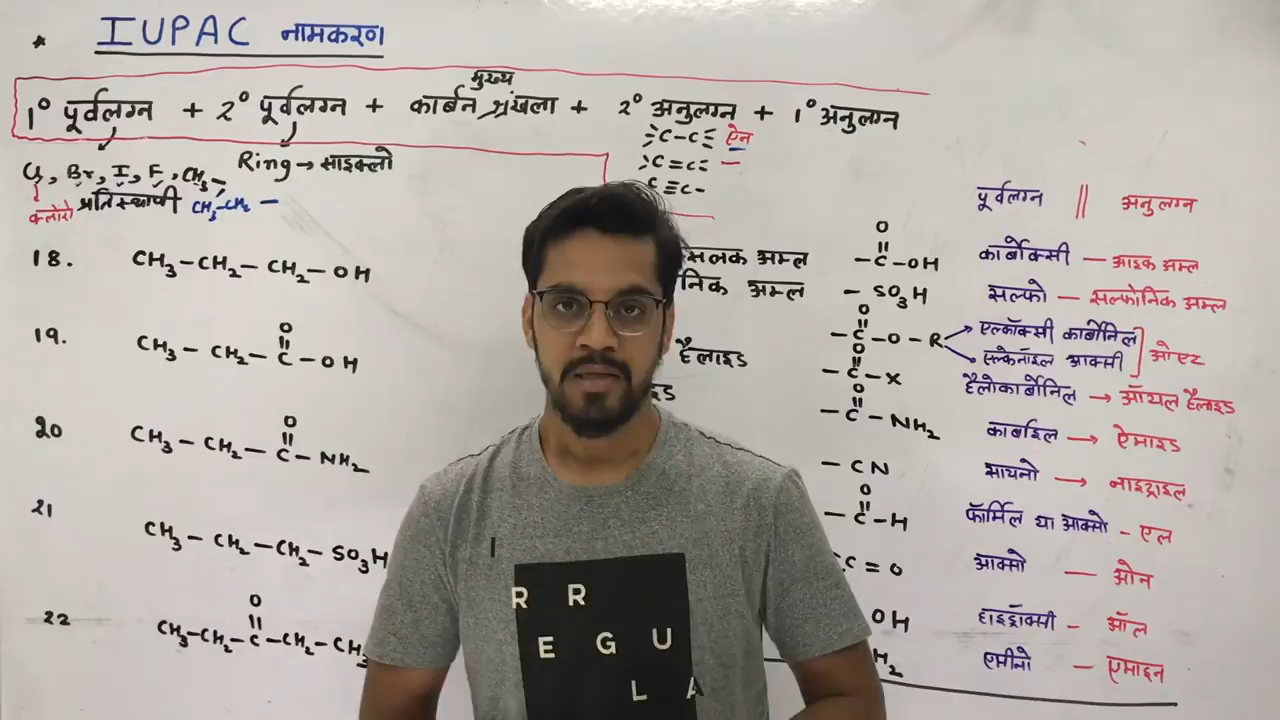 * IUPAC नामकरण
मुख्य
1° पूर्वलग्न + 2° पूर्वलग्न + कार्बन श्रृंखला + 2° अनुलग्न + 1° अनुलग्न
C-C ऐन
Cl, Br, I, F, CH₃- Ring → साइक्लो
C=C -
क्लोरो प्रतिस्थापी CH₃-CH₂-
C≡C-
पूर्वलग्न || अनुलग्न
18. CH₃-CH₂-CH₂-OH
19. CH₃-CH₂-C(=O)-OH
20 CH₃-CH₂-C(=O)-NH₂
21 CH₃-CH₂-CH₂-SO₃H
22 CH₃-CH₂-C(=O)-CH₂-CH₃
अम्ल -C(=O)-OH कार्बोक्सी - आइक अम्ल
निक अम्ल -SO₃H सल्फो - सल्फोनिक अम्ल
-C(=O)-O-R एल्कॉक्सी कार्बोनिल
एल्केनॉइल आक्सी ] ओएट
हैलाइड -C(=O)-X हैलोकार्बोनिल → ऑयल हैलाइड
-C(=O)-NH₂ → ऐमाइड
-CN सायनो → नाइट्राइल
-C(=O)-H फॉर्मिल या आक्सो - एल
C=O आक्सो - ओन
OH हाइड्रॉक्सी - ऑल
H₂ एमीनो - एमाइन
R R
E G U
L A